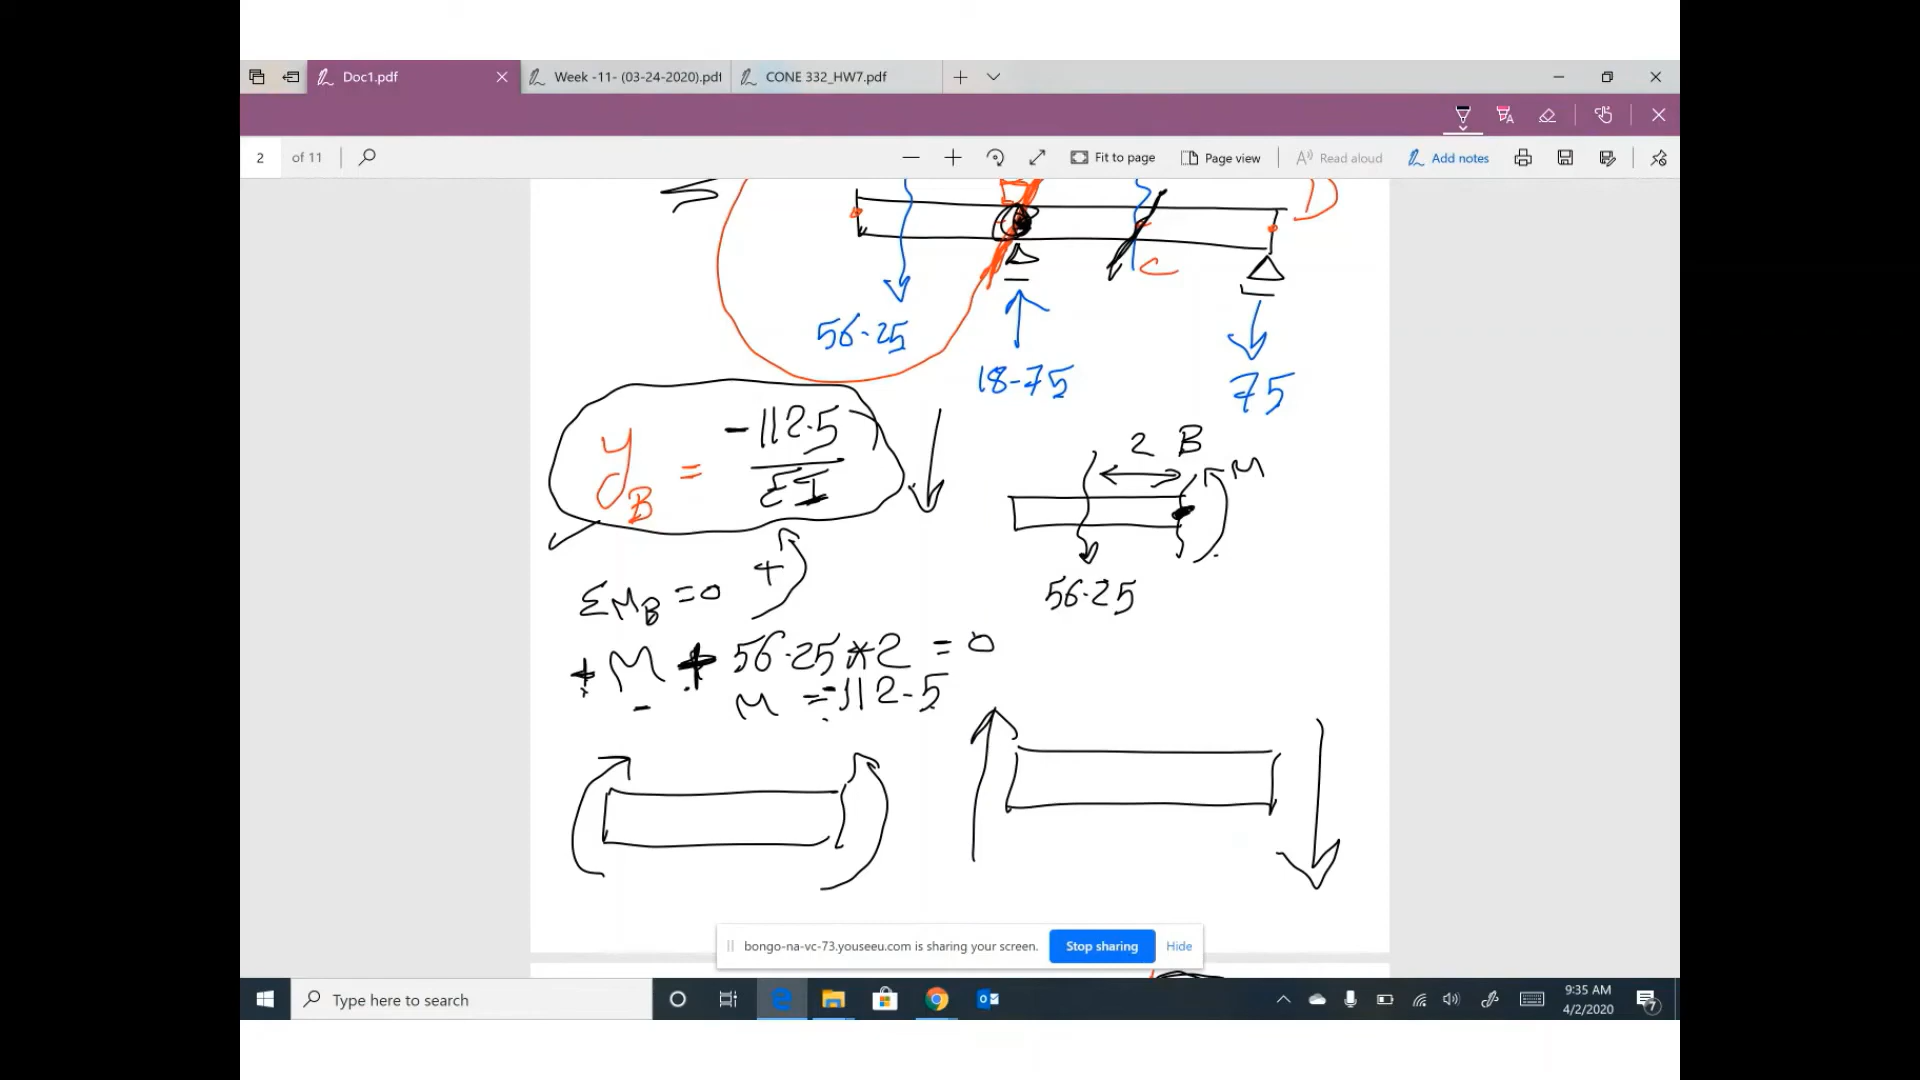 Doc1.pdf
Week -11- (03-24-2020).pdf
CONE 332_HW7.pdf
2 of 11
Fit to page
Page view
Read aloud
Add notes
D
C
56.25
18-75
75
yB = -112.5 / EI
2 B
M
56.25
ΣMB = 0 +
+ M + 56.25*2 = 0
M = -112-5
bongo-na-vc-73.youseeu.com is sharing your screen.
Stop sharing
Hide
Type here to search
9:35 AM
4/2/2020
7